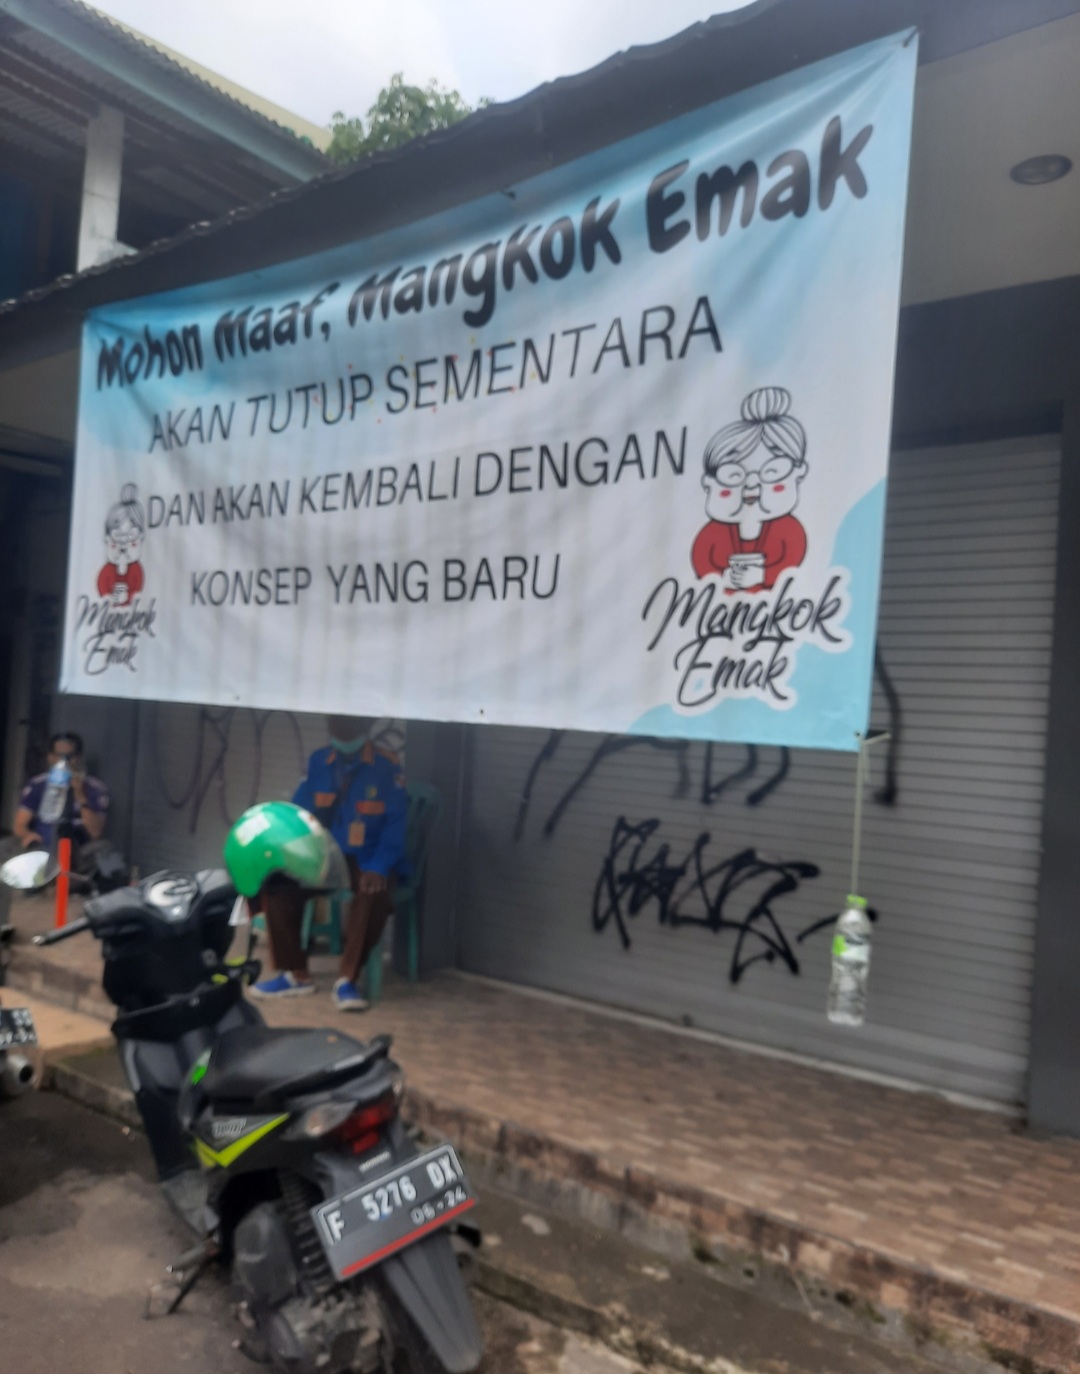 Mohon Maaf, Mangkok Emak
AKAN TUTUP SEMENTARA
DAN AKAN KEMBALI DENGAN
KONSEP YANG BARU
Mangkok
Emak
Mangkok
Emak
F 5276 DX
06·24